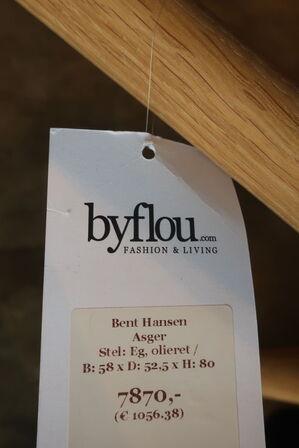 byflou.com
FASHION & LIVING
Bent Hansen
Asger
Stel: Eg, olieret /
B: 58 x D: 52,5 x H: 80
7870,-
(€ 1056.38)